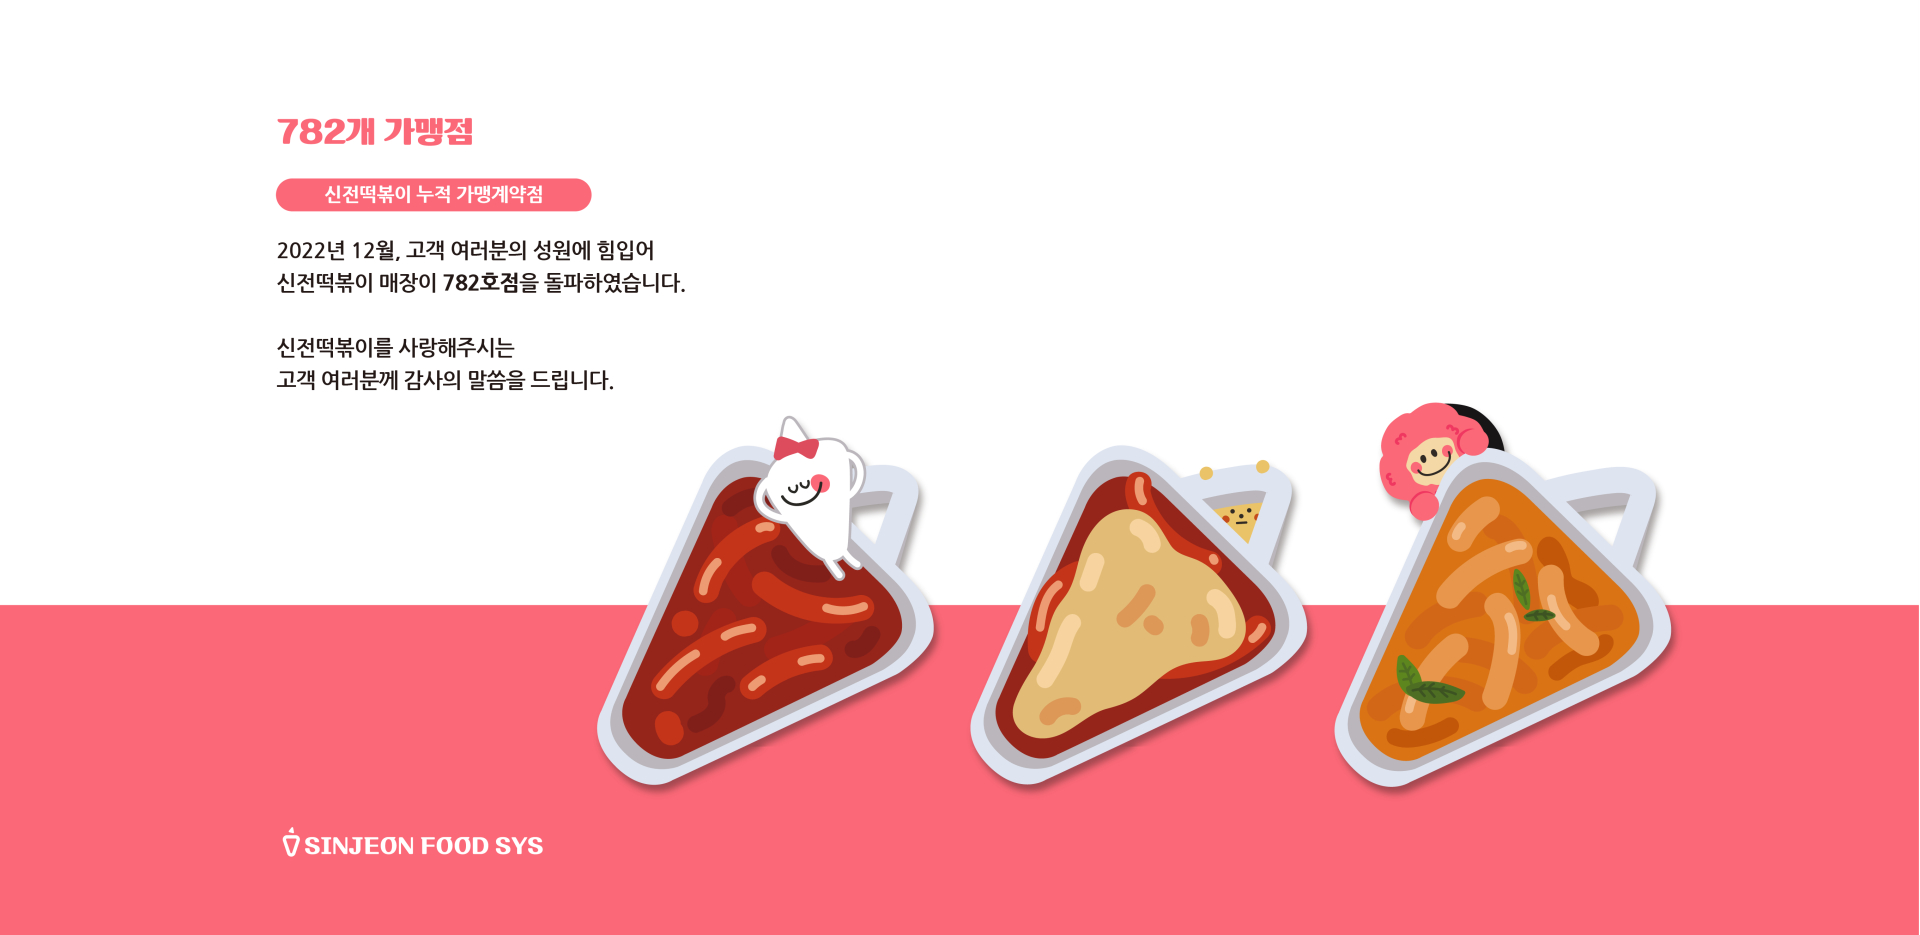 782개 가맹점
신전떡볶이 누적 가맹계약점
2022년 12월, 고객 여러분의 성원에 힘입어
신전떡볶이 매장이 782호점을 돌파하였습니다.
신전떡볶이를 사랑해주시는
고객 여러분께 감사의 말씀을 드립니다.
SINJEON FOOD SYS